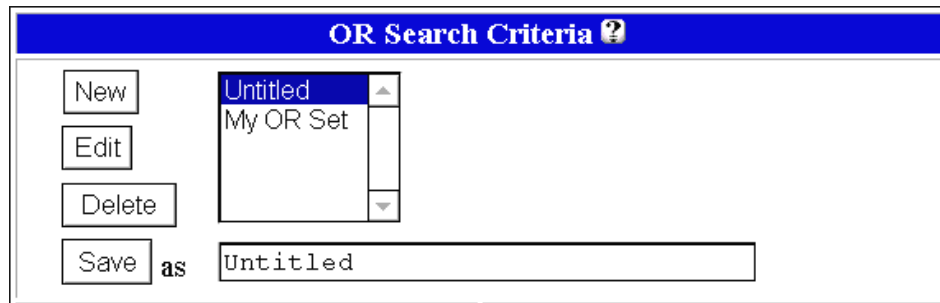 OR Search Criteria ?
New
Untitled
My OR Set
Edit
Delete
Save as Untitled